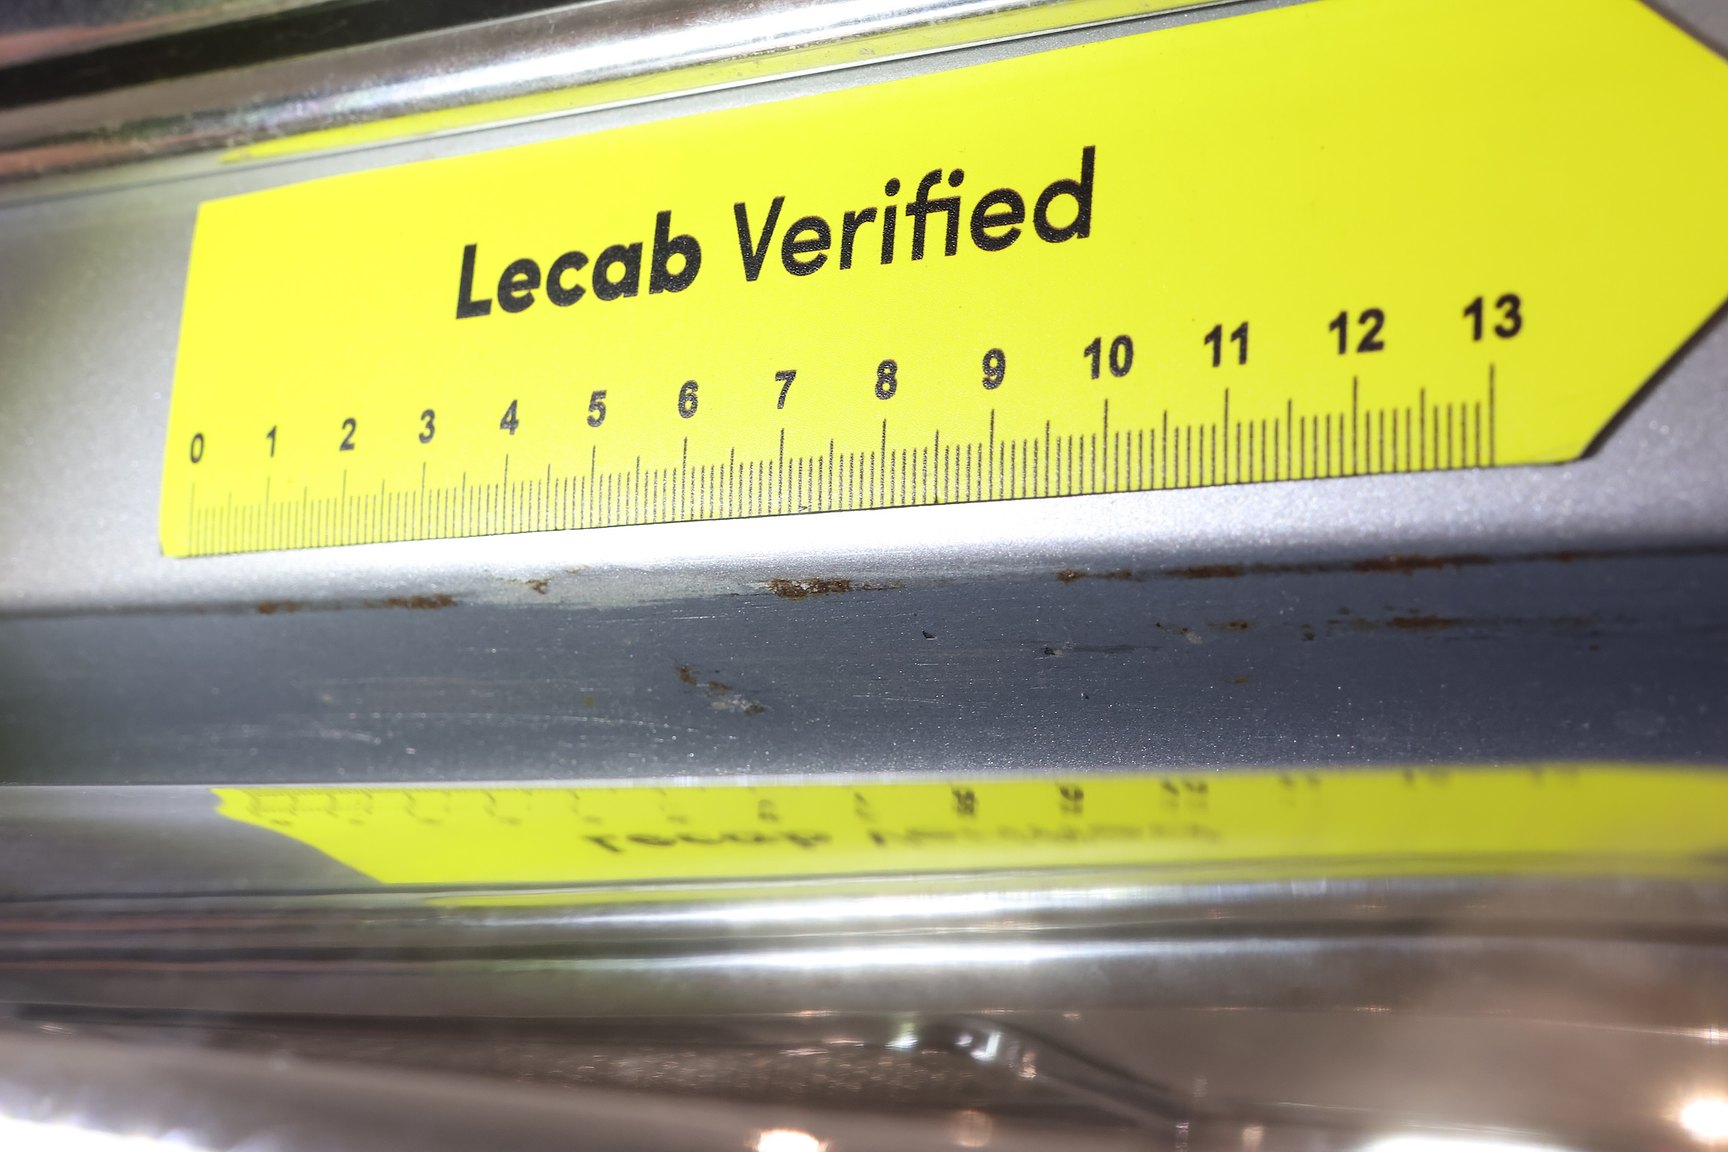 Lecab Verified
0 1 2 3 4 5 6 7 8 9 10 11 12 13